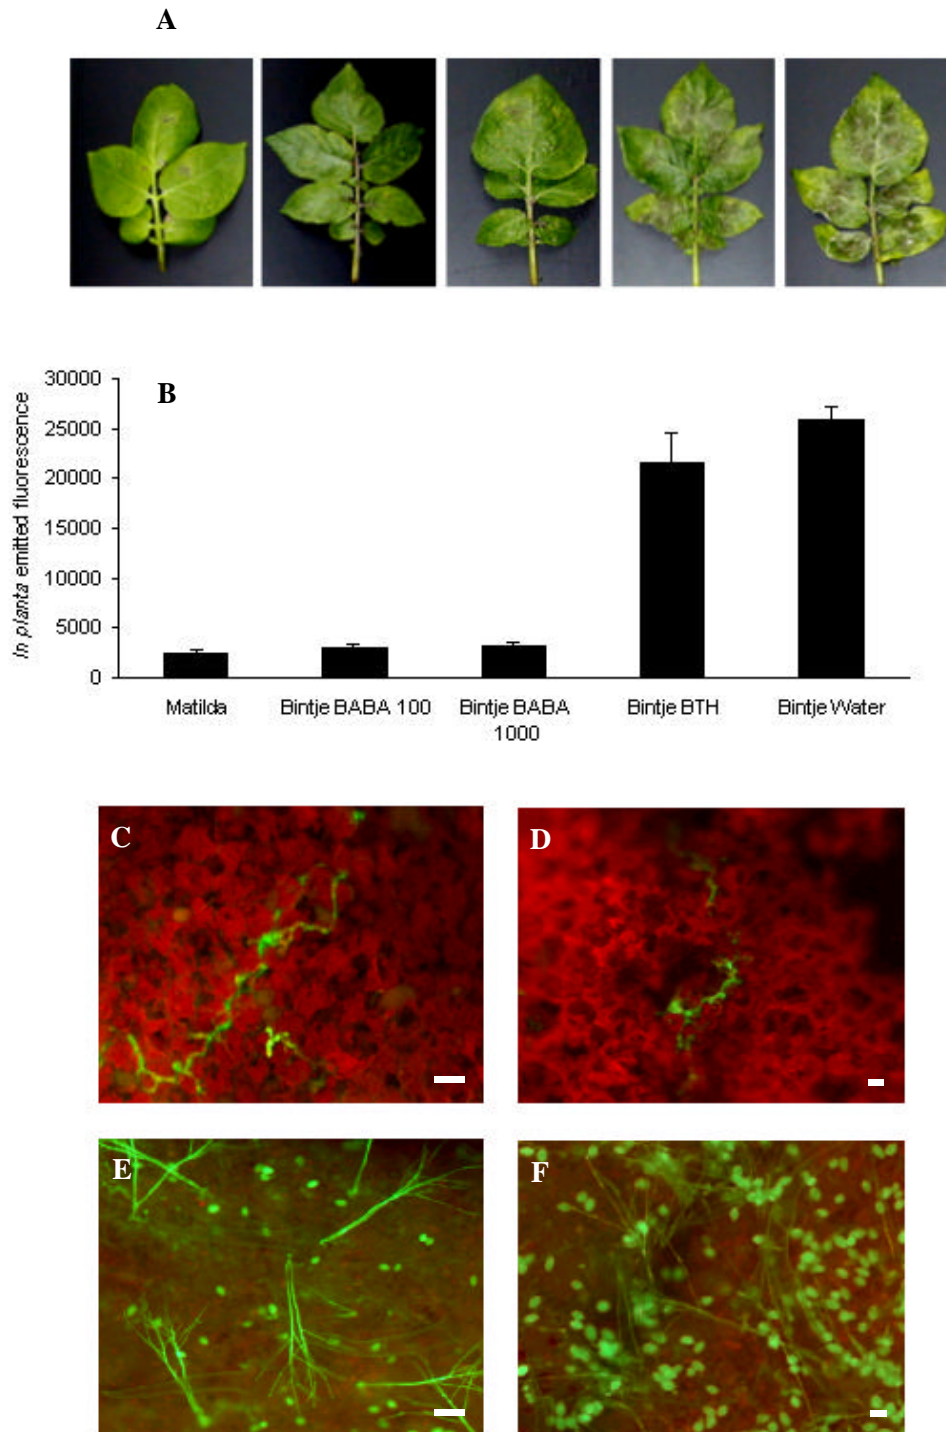 A
B
In planta emitted fluorescence
30000
25000
20000
15000
10000
5000
0
Matilda
Bintje BABA 100
Bintje BABA
1000
Bintje BTH
Bintje Water
C
D
E
F